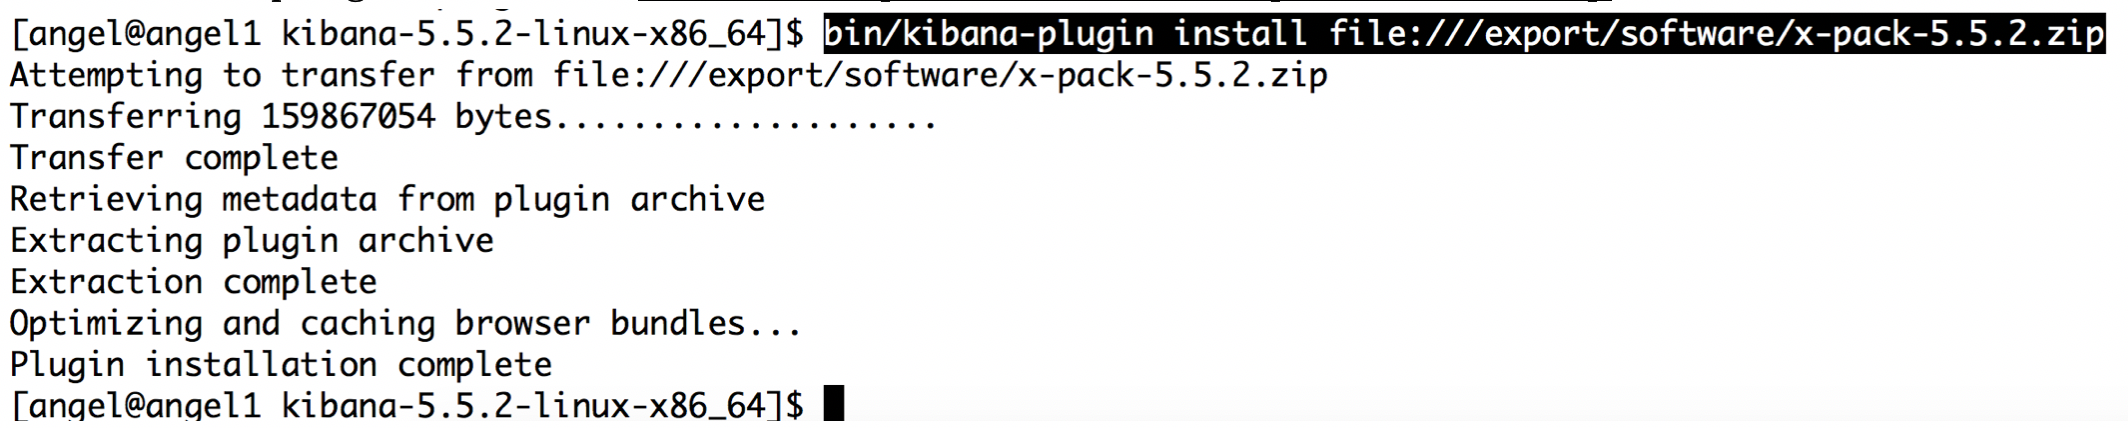 [angel@angel1 kibana-5.5.2-linux-x86_64]$ bin/kibana-plugin install file:///export/software/x-pack-5.5.2.zip
Attempting to transfer from file:///export/software/x-pack-5.5.2.zip
Transferring 159867054 bytes....................
Transfer complete
Retrieving metadata from plugin archive
Extracting plugin archive
Extraction complete
Optimizing and caching browser bundles...
Plugin installation complete
[angel@angel1 kibana-5.5.2-linux-x86_64]$